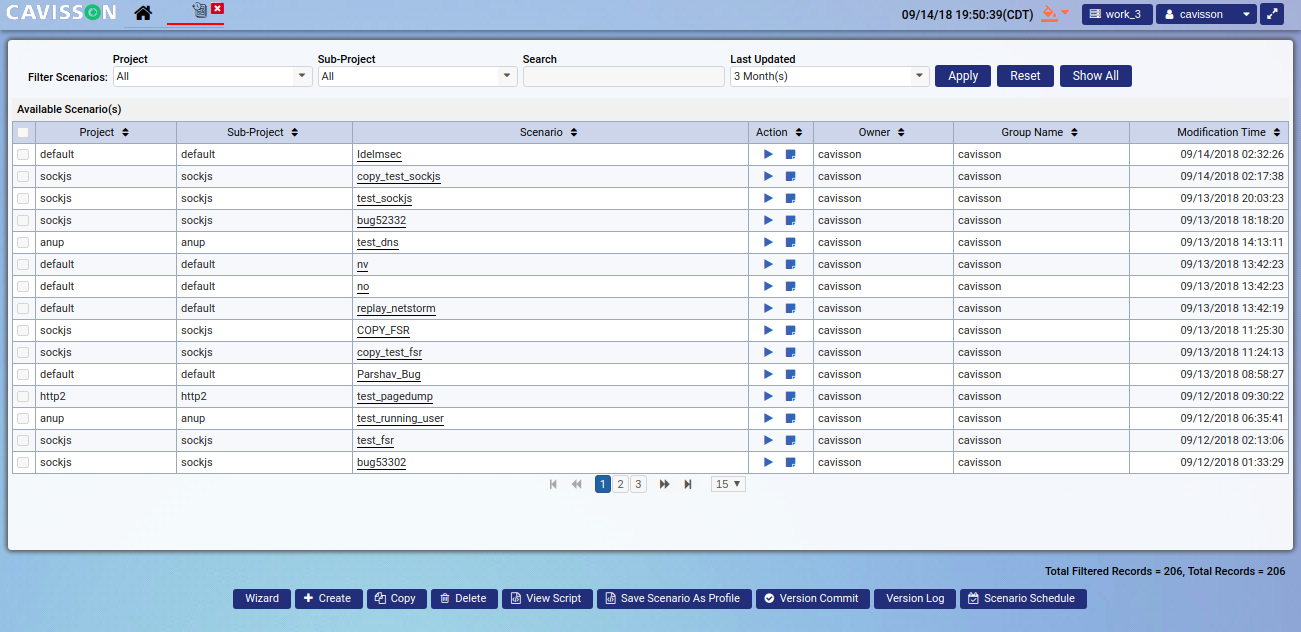 CAVISSON 09/14/18 19:50:39(CDT) work_3 cavisson
Project Sub-Project Search Last Updated
Filter Scenarios: All All 3 Month(s) Apply Reset Show All
Available Scenario(s)
Project Sub-Project Scenario Action Owner Group Name Modification Time
default default Idelmsec cavisson cavisson 09/14/2018 02:32:26
sockjs sockjs copy_test_sockjs cavisson cavisson 09/14/2018 02:17:38
sockjs sockjs test_sockjs cavisson cavisson 09/13/2018 20:03:23
sockjs sockjs bug52332 cavisson cavisson 09/13/2018 18:18:20
anup anup test_dns cavisson cavisson 09/13/2018 14:13:11
default default nv cavisson cavisson 09/13/2018 13:42:23
default default no cavisson cavisson 09/13/2018 13:42:23
default default replay_netstorm cavisson cavisson 09/13/2018 13:42:19
sockjs sockjs COPY_FSR cavisson cavisson 09/13/2018 11:25:30
sockjs sockjs copy_test_fsr cavisson cavisson 09/13/2018 11:24:13
default default Parshav_Bug cavisson cavisson 09/13/2018 08:58:27
http2 http2 test_pagedump cavisson cavisson 09/12/2018 09:30:22
anup anup test_running_user cavisson cavisson 09/12/2018 06:35:41
sockjs sockjs test_fsr cavisson cavisson 09/12/2018 02:13:06
sockjs sockjs bug53302 cavisson cavisson 09/12/2018 01:33:29
1 2 3 15
Total Filtered Records = 206, Total Records = 206
Wizard Create Copy Delete View Script Save Scenario As Profile Version Commit Version Log Scenario Schedule